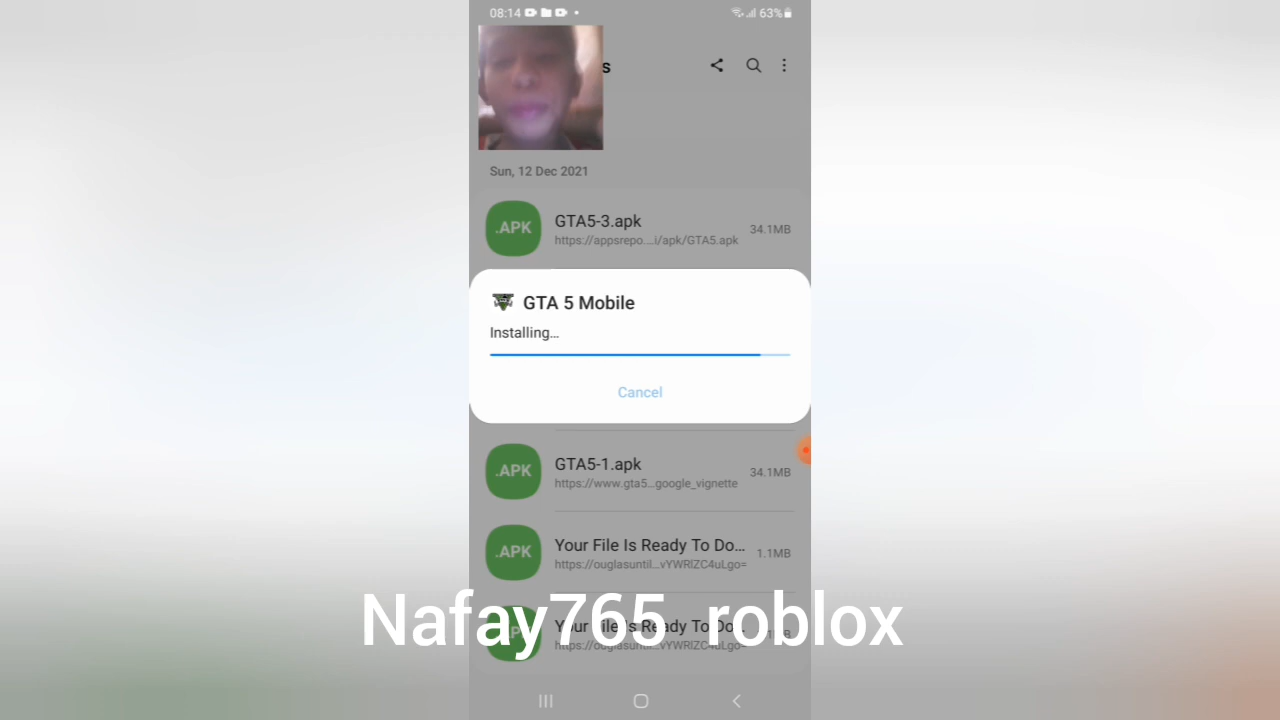 08:14
63%
s
Sun, 12 Dec 2021
.APK
GTA5-3.apk
34.1MB
https://appsrepo....i/apk/GTA5.apk
GTA 5 Mobile
Installing...
Cancel
.APK
GTA5-1.apk
34.1MB
https://www.gta5...google_vignette
.APK
Your File Is Ready To Do...
1.1MB
https://ouglasuntil...vYWRlZC4uLgo=
Nafay765 roblox
Your File Is Ready To Do...
https://ouglasuntil...vYWRlZC4uLgo=